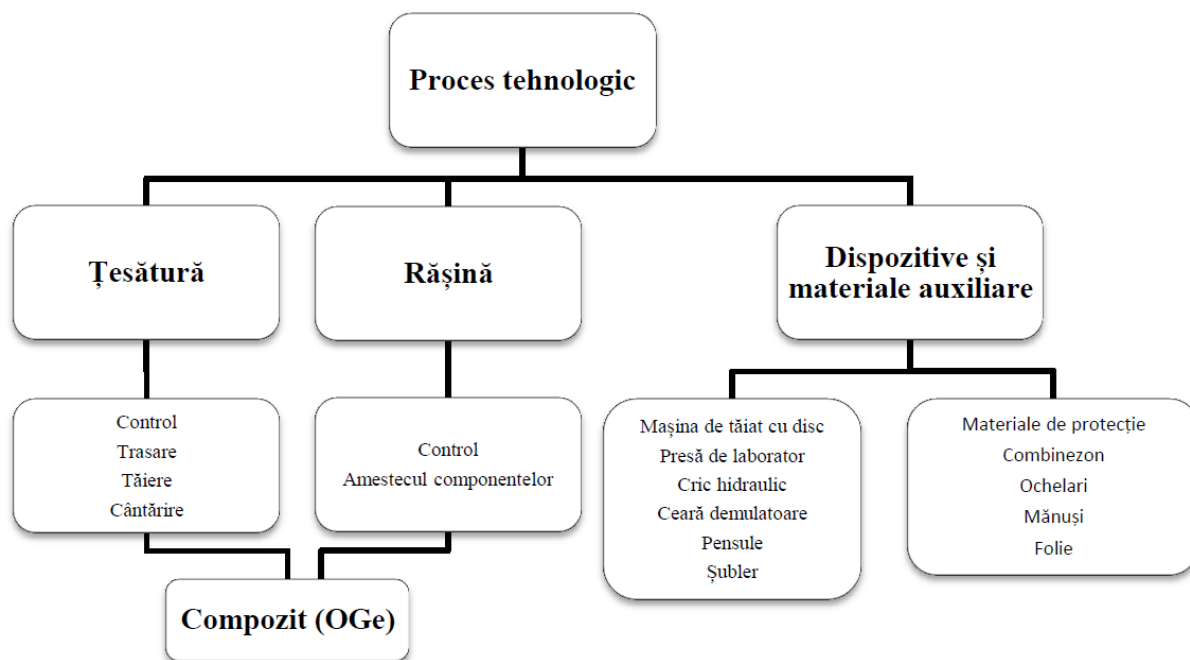 Proces tehnologic
Țesătură
Rășină
Dispozitive și
materiale auxiliare
Control
Trasare
Tăiere
Cântărire
Control
Amestecul componentelor
Mașina de tăiat cu disc
Presă de laborator
Cric hidraulic
Ceară demulatoare
Pensule
Șubler
Materiale de protecție
Combinezon
Ochelari
Mănuși
Folie
Compozit (OGe)